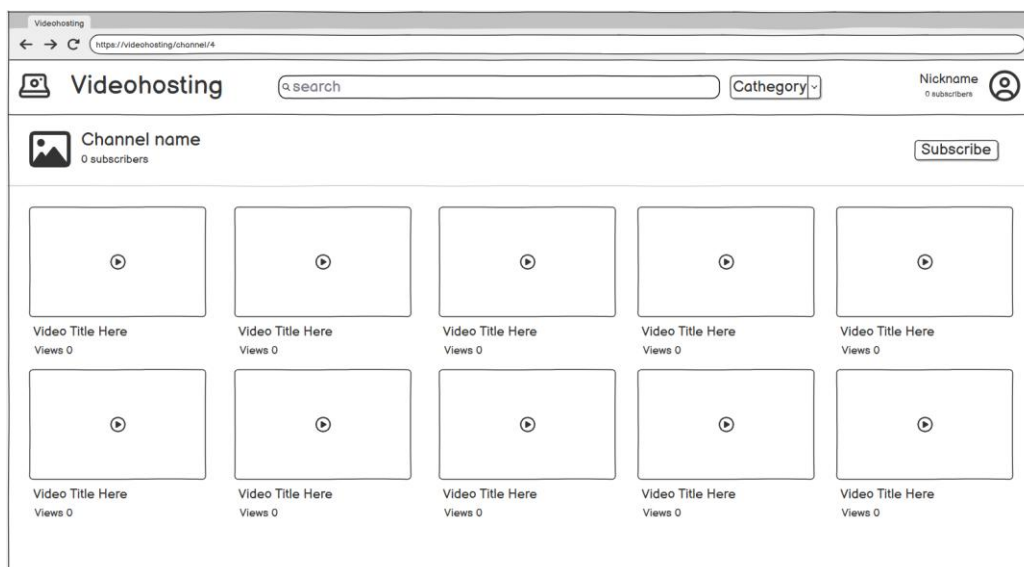 Videohosting
https://videohosting/channel/4
Videohosting
search
Cathegory
Nickname
0 subscribers
Channel name
0 subscribers
Subscribe
Video Title Here
Video Title Here
Video Title Here
Video Title Here
Video Title Here
Views 0
Views 0
Views 0
Views 0
Views 0
Video Title Here
Video Title Here
Video Title Here
Video Title Here
Video Title Here
Views 0
Views 0
Views 0
Views 0
Views 0